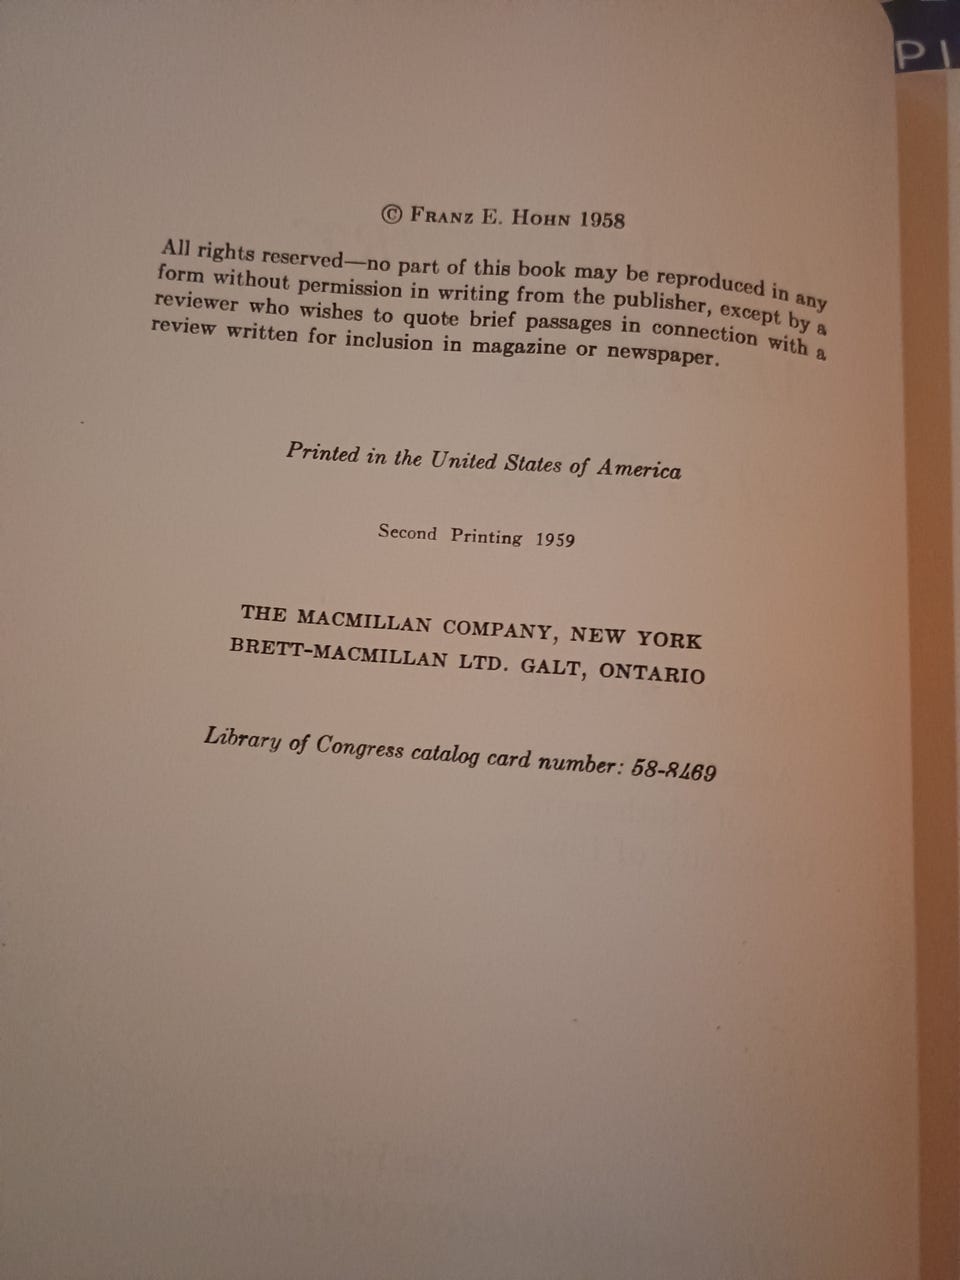 PI
© FRANZ E. HOHN 1958
All rights reserved—no part of this book may be reproduced in any
form without permission in writing from the publisher, except by a
reviewer who wishes to quote brief passages in connection with a
review written for inclusion in magazine or newspaper.
Printed in the United States of America
Second Printing 1959
THE MACMILLAN COMPANY, NEW YORK
BRETT-MACMILLAN LTD. GALT, ONTARIO
Library of Congress catalog card number: 58-8469